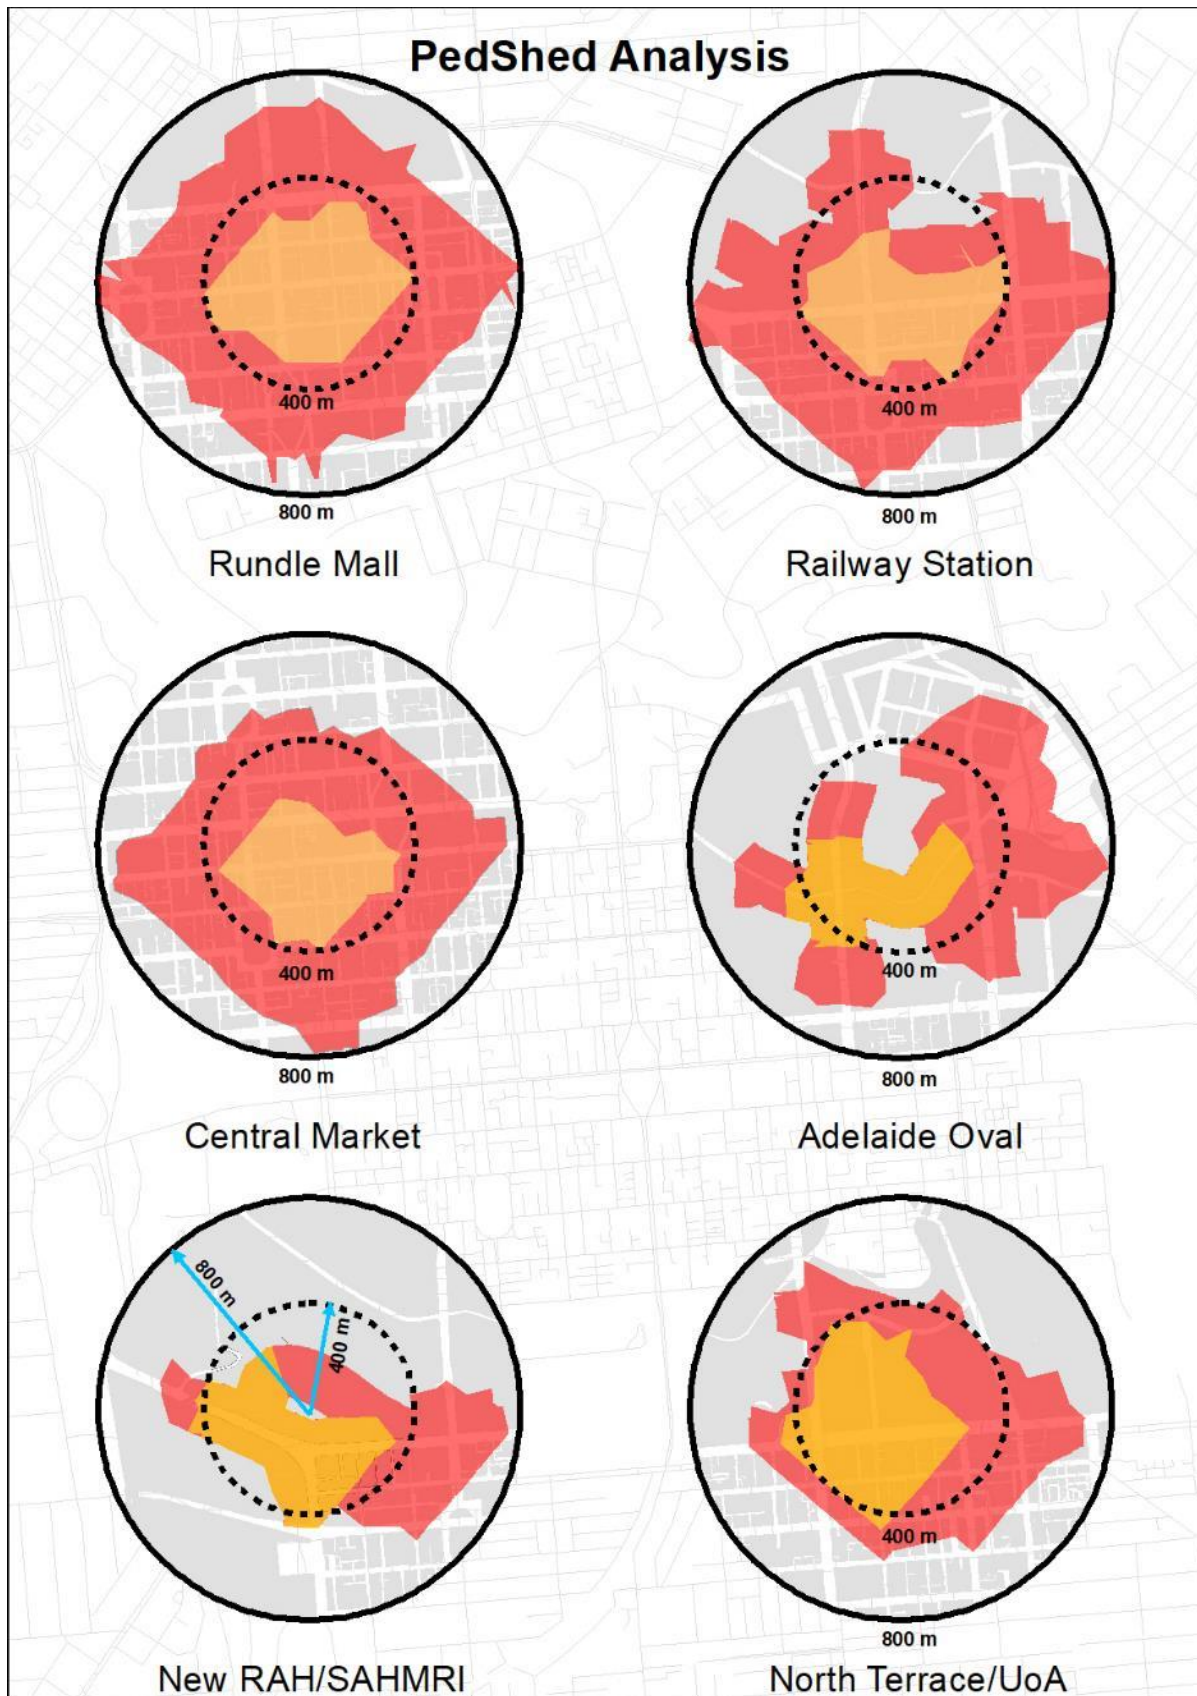 PedShed Analysis
400 m
800 m
Rundle Mall
400 m
800 m
Railway Station
400 m
800 m
Central Market
400 m
800 m
Adelaide Oval
800 m
400 m
New RAH/SAHMRI
400 m
800 m
North Terrace/UoA